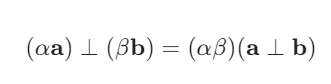 (αa) ⊥ (βb) = (αβ)(a ⊥ b)